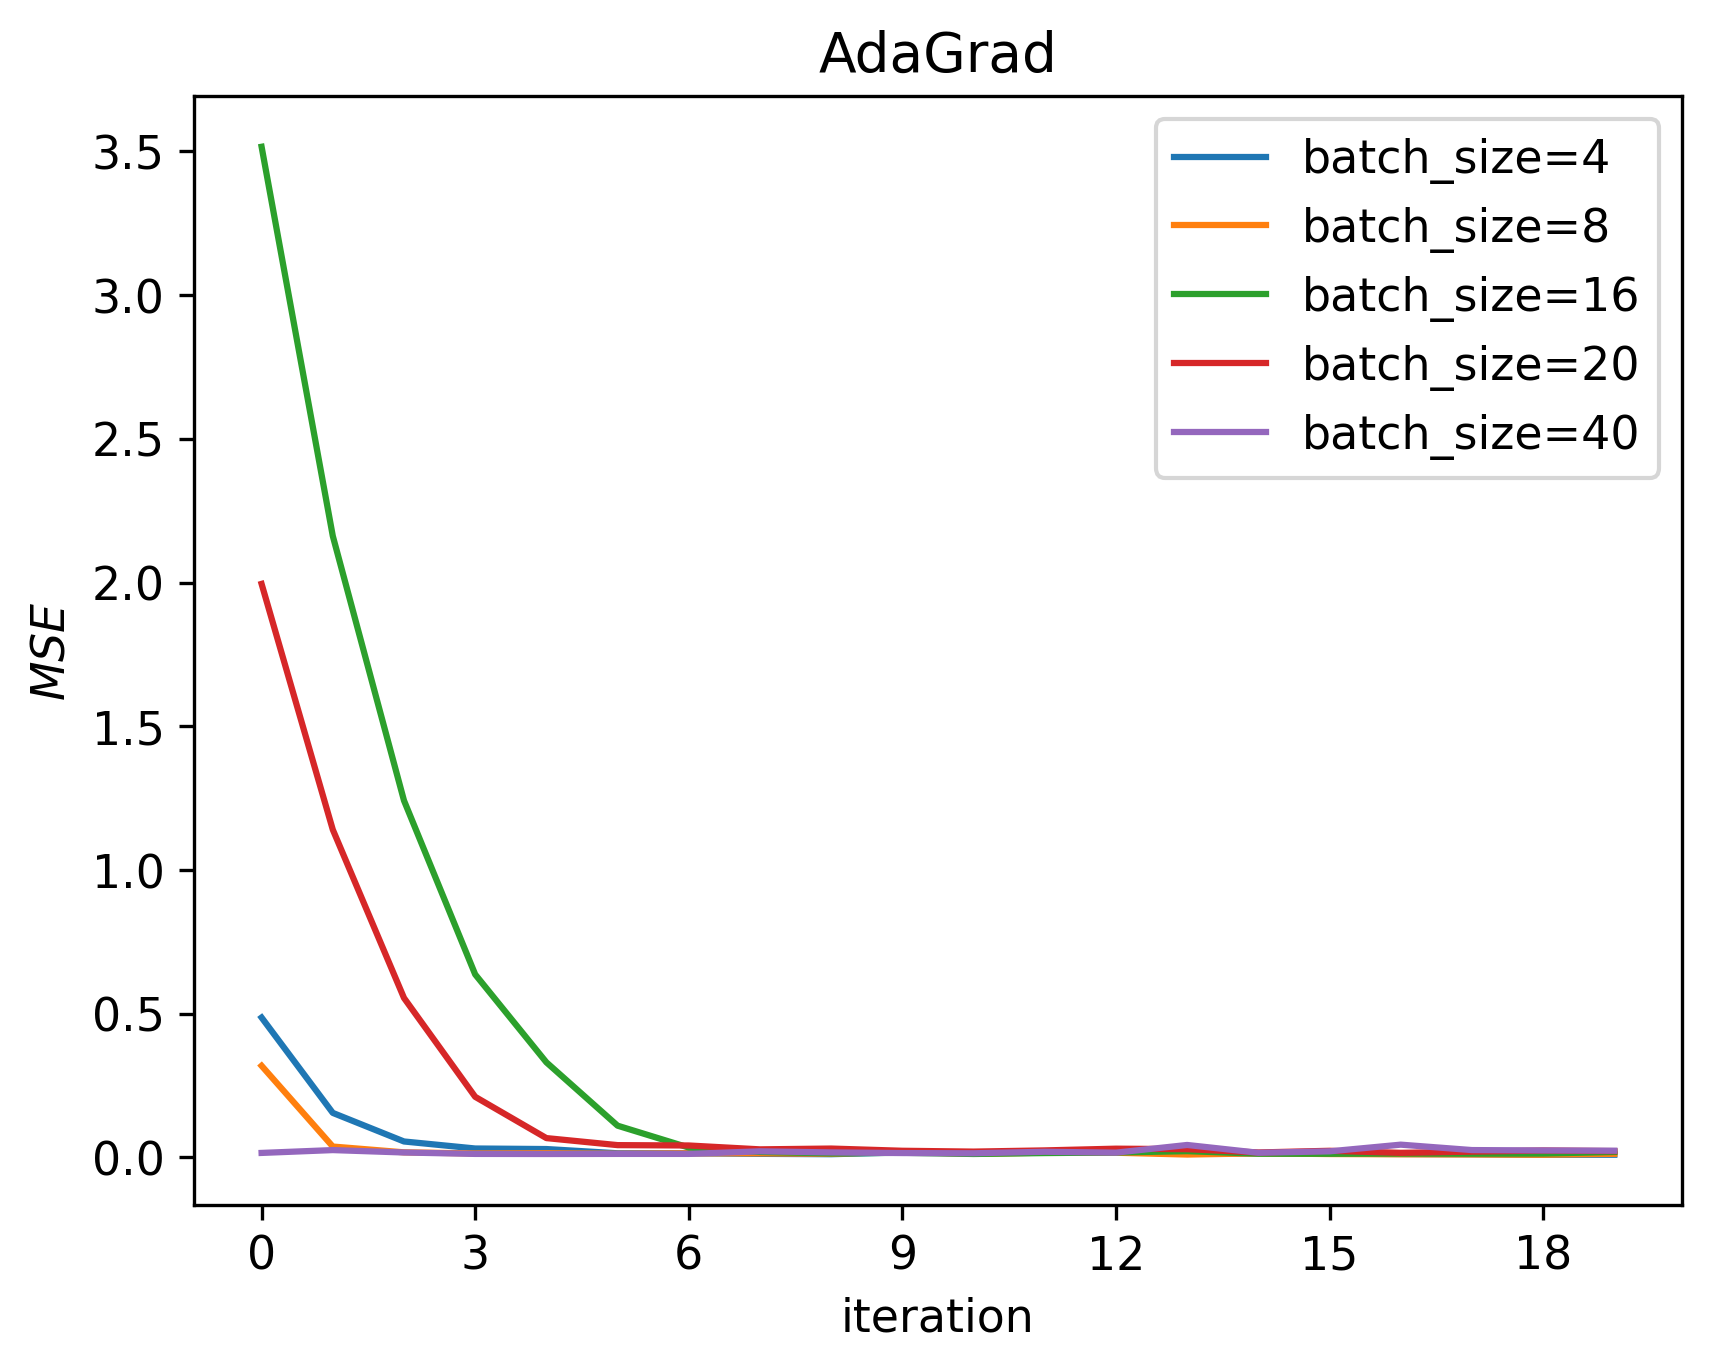 AdaGrad
batch_size=4
batch_size=8
batch_size=16
batch_size=20
batch_size=40
3.5
3.0
2.5
2.0
1.5
1.0
0.5
0.0
MSE
0 3 6 9 12 15 18
iteration